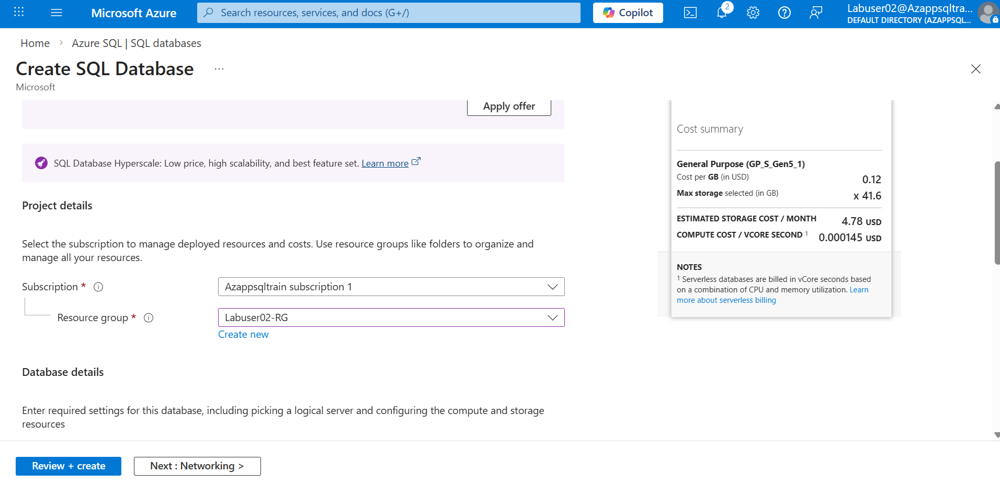 Microsoft Azure
Search resources, services, and docs (G+/)
Copilot
2
Labuser02@Azappsqltra...
DEFAULT DIRECTORY (AZAPPSQL...
Home > Azure SQL | SQL databases
Create SQL Database ...
Microsoft
Apply offer
SQL Database Hyperscale: Low price, high scalability, and best feature set. Learn more
Project details
Select the subscription to manage deployed resources and costs. Use resource groups like folders to organize and
manage all your resources.
Subscription *
Azappsqltrain subscription 1
Resource group *
Labuser02-RG
Create new
Database details
Enter required settings for this database, including picking a logical server and configuring the compute and storage
resources
Cost summary
General Purpose (GP_S_Gen5_1)
Cost per GB (in USD) 0.12
Max storage selected (in GB) x 41.6
ESTIMATED STORAGE COST / MONTH 4.78 USD
COMPUTE COST / VCORE SECOND ¹ 0.000145 USD
NOTES
¹ Serverless databases are billed in vCore seconds based
on a combination of CPU and memory utilization. Learn
more about serverless billing
Review + create
Next : Networking >